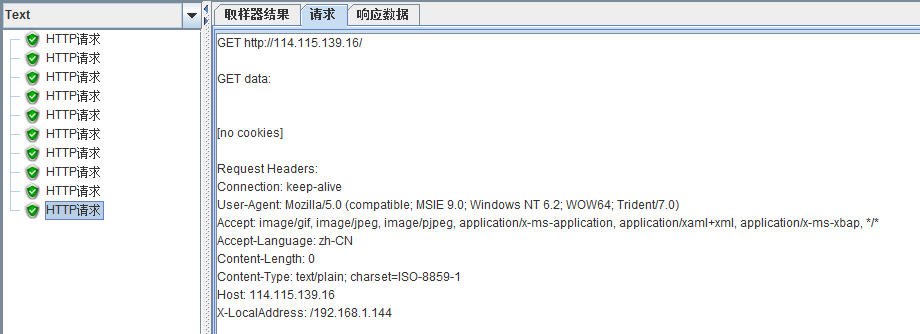 Text
取样器结果 请求 响应数据
HTTP请求
HTTP请求
HTTP请求
HTTP请求
HTTP请求
HTTP请求
HTTP请求
HTTP请求
HTTP请求
HTTP请求
GET http://114.115.139.16/
GET data:
[no cookies]
Request Headers:
Connection: keep-alive
User-Agent: Mozilla/5.0 (compatible; MSIE 9.0; Windows NT 6.2; WOW64; Trident/7.0)
Accept: image/gif, image/jpeg, image/pjpeg, application/x-ms-application, application/xaml+xml, application/x-ms-xbap, */*
Accept-Language: zh-CN
Content-Length: 0
Content-Type: text/plain; charset=ISO-8859-1
Host: 114.115.139.16
X-LocalAddress: /192.168.1.144